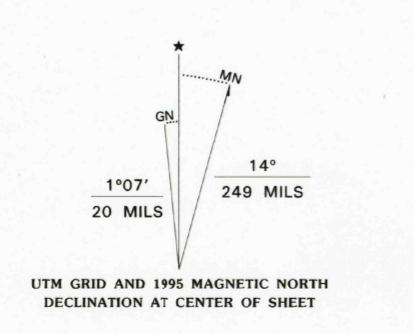 ★
MN
GN
14°
249 MILS
1°07'
20 MILS
UTM GRID AND 1995 MAGNETIC NORTH
DECLINATION AT CENTER OF SHEET